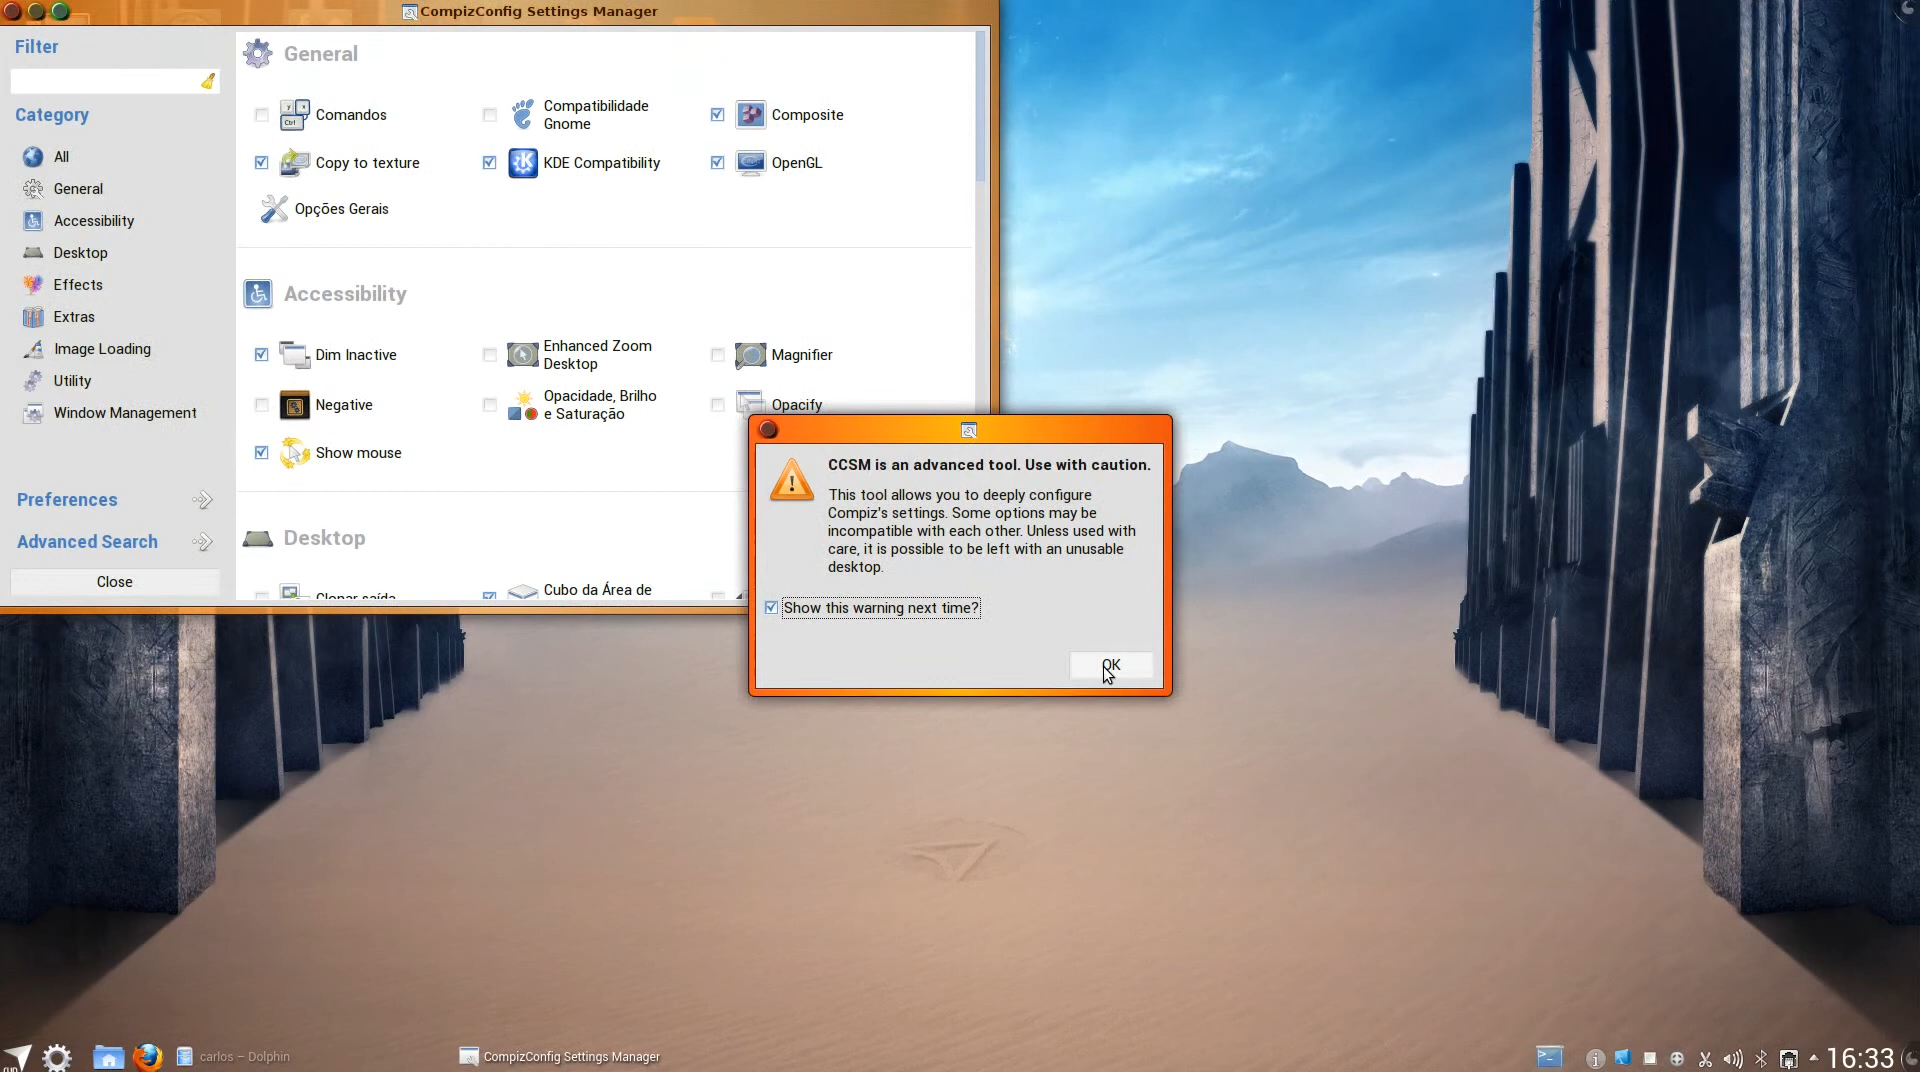 CompizConfig Settings Manager
Filter
Category
All
General
Accessibility
Desktop
Effects
Extras
Image Loading
Utility
Window Management
Preferences
Advanced Search
Close
General
Comandos
Compatibilidade
Gnome
Composite
Copy to texture
KDE Compatibility
OpenGL
Opções Gerais
Accessibility
Dim Inactive
Enhanced Zoom
Desktop
Magnifier
Negative
Opacidade, Brilho
e Saturação
Opacify
Show mouse
Desktop
Clonar saída
Cubo da Área de
CCSM is an advanced tool. Use with caution.
This tool allows you to deeply configure
Compiz's settings. Some options may be
incompatible with each other. Unless used with
care, it is possible to be left with an unusable
desktop.
Show this warning next time?
OK
carlos – Dolphin
CompizConfig Settings Manager
16:33